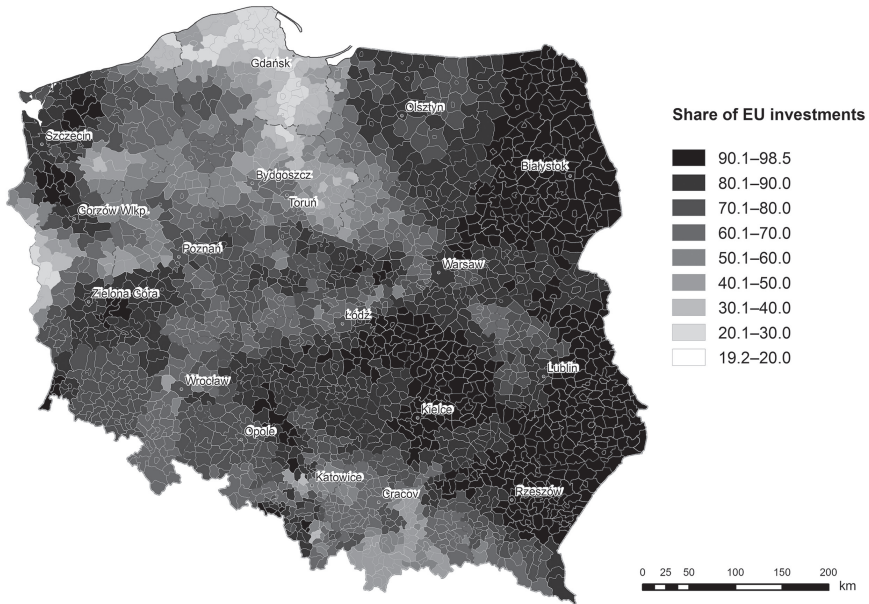 Gdańsk
Olsztyn
Szczecin
Białystok
Bydgoszcz
Toruń
Gorzów Wlkp.
Poznań
Warsaw
Zielona Góra
Łódź
Lublin
Wrocław
Kielce
Opole
Katowice
Cracov
Rzeszów
Share of EU investments
90.1–98.5
80.1–90.0
70.1–80.0
60.1–70.0
50.1–60.0
40.1–50.0
30.1–40.0
20.1–30.0
19.2–20.0
0 25 50 100 150 200
km